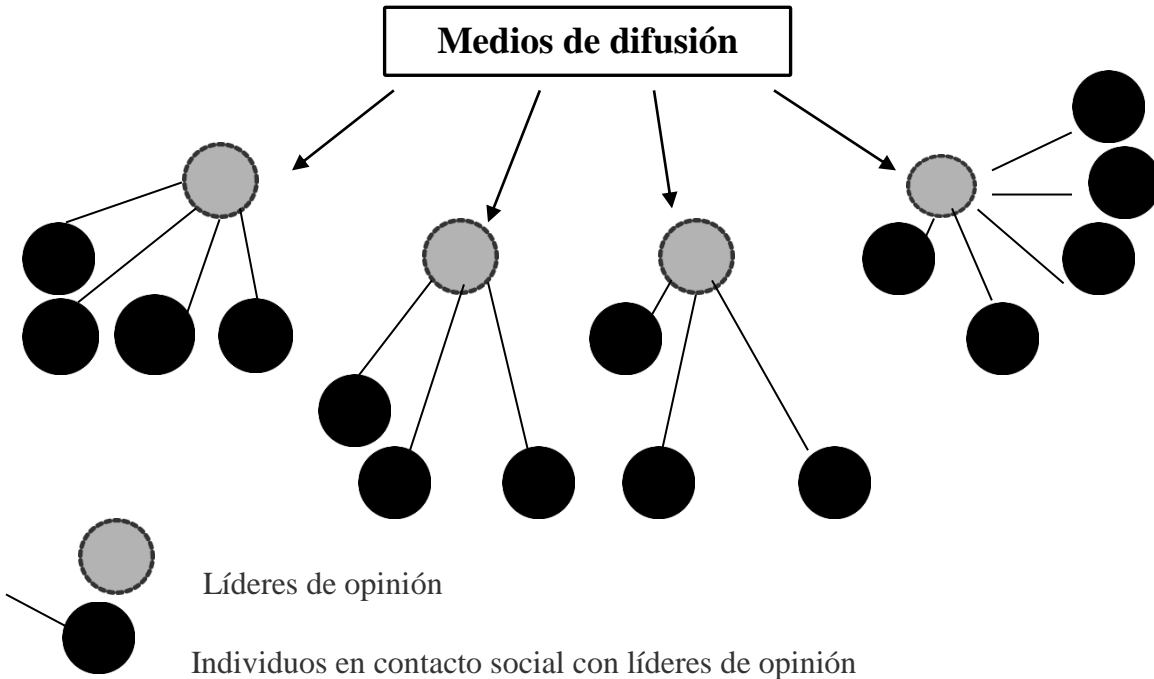 Medios de difusión
Líderes de opinión
Individuos en contacto social con líderes de opinión